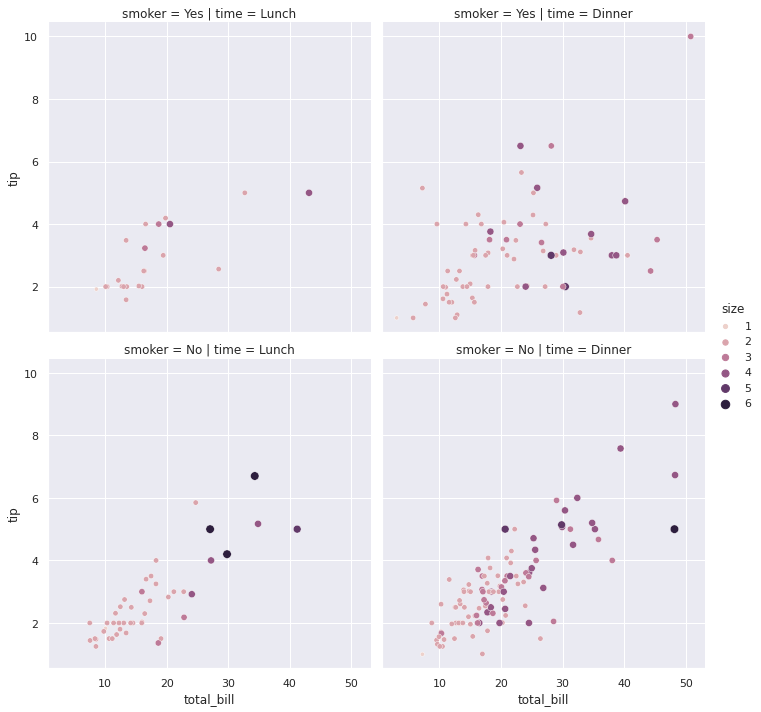 smoker = Yes | time = Lunch
smoker = Yes | time = Dinner
10
8
6
4
2
tip
smoker = No | time = Lunch
smoker = No | time = Dinner
10
8
6
4
2
tip
10 20 30 40 50
total_bill
10 20 30 40 50
total_bill
size
1
2
3
4
5
6